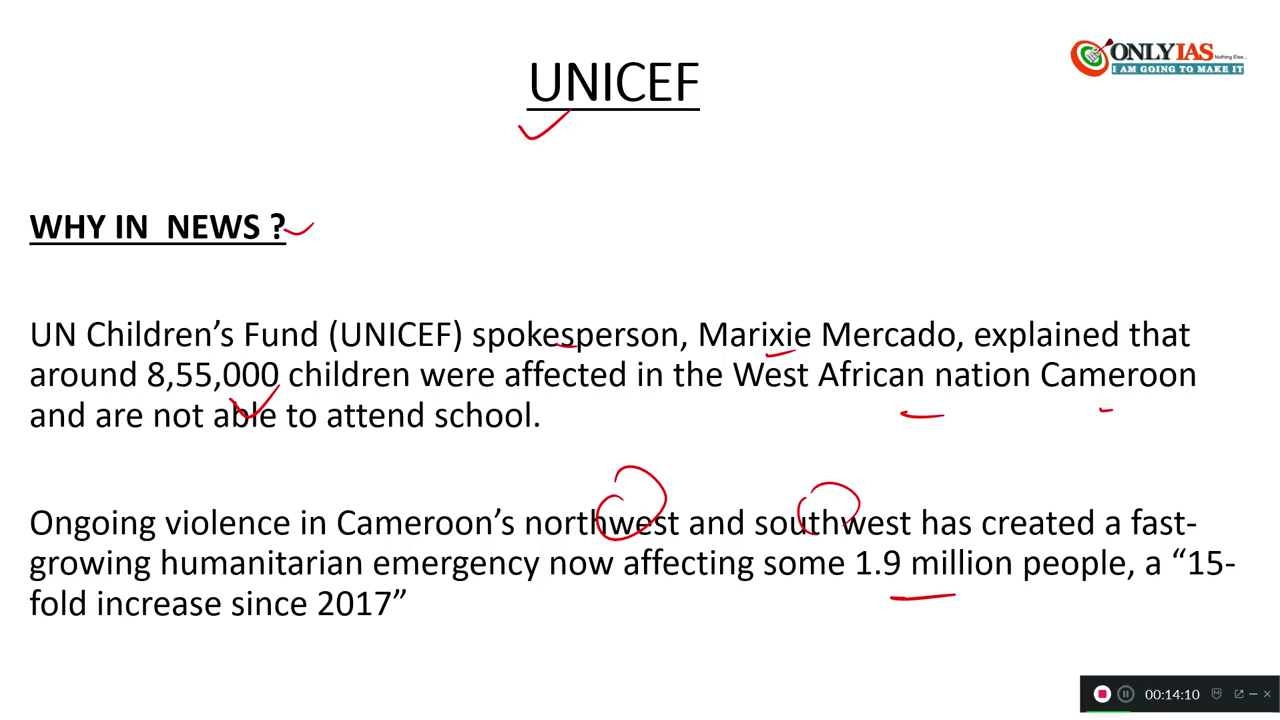 ONLYIAS
Nothing Else...
I AM GOING TO MAKE IT
UNICEF
WHY IN NEWS ?
UN Children’s Fund (UNICEF) spokesperson, Marixie Mercado, explained that
around 8,55,000 children were affected in the West African nation Cameroon
and are not able to attend school.
Ongoing violence in Cameroon’s northwest and southwest has created a fast-
growing humanitarian emergency now affecting some 1.9 million people, a “15-
fold increase since 2017”
00:14:10